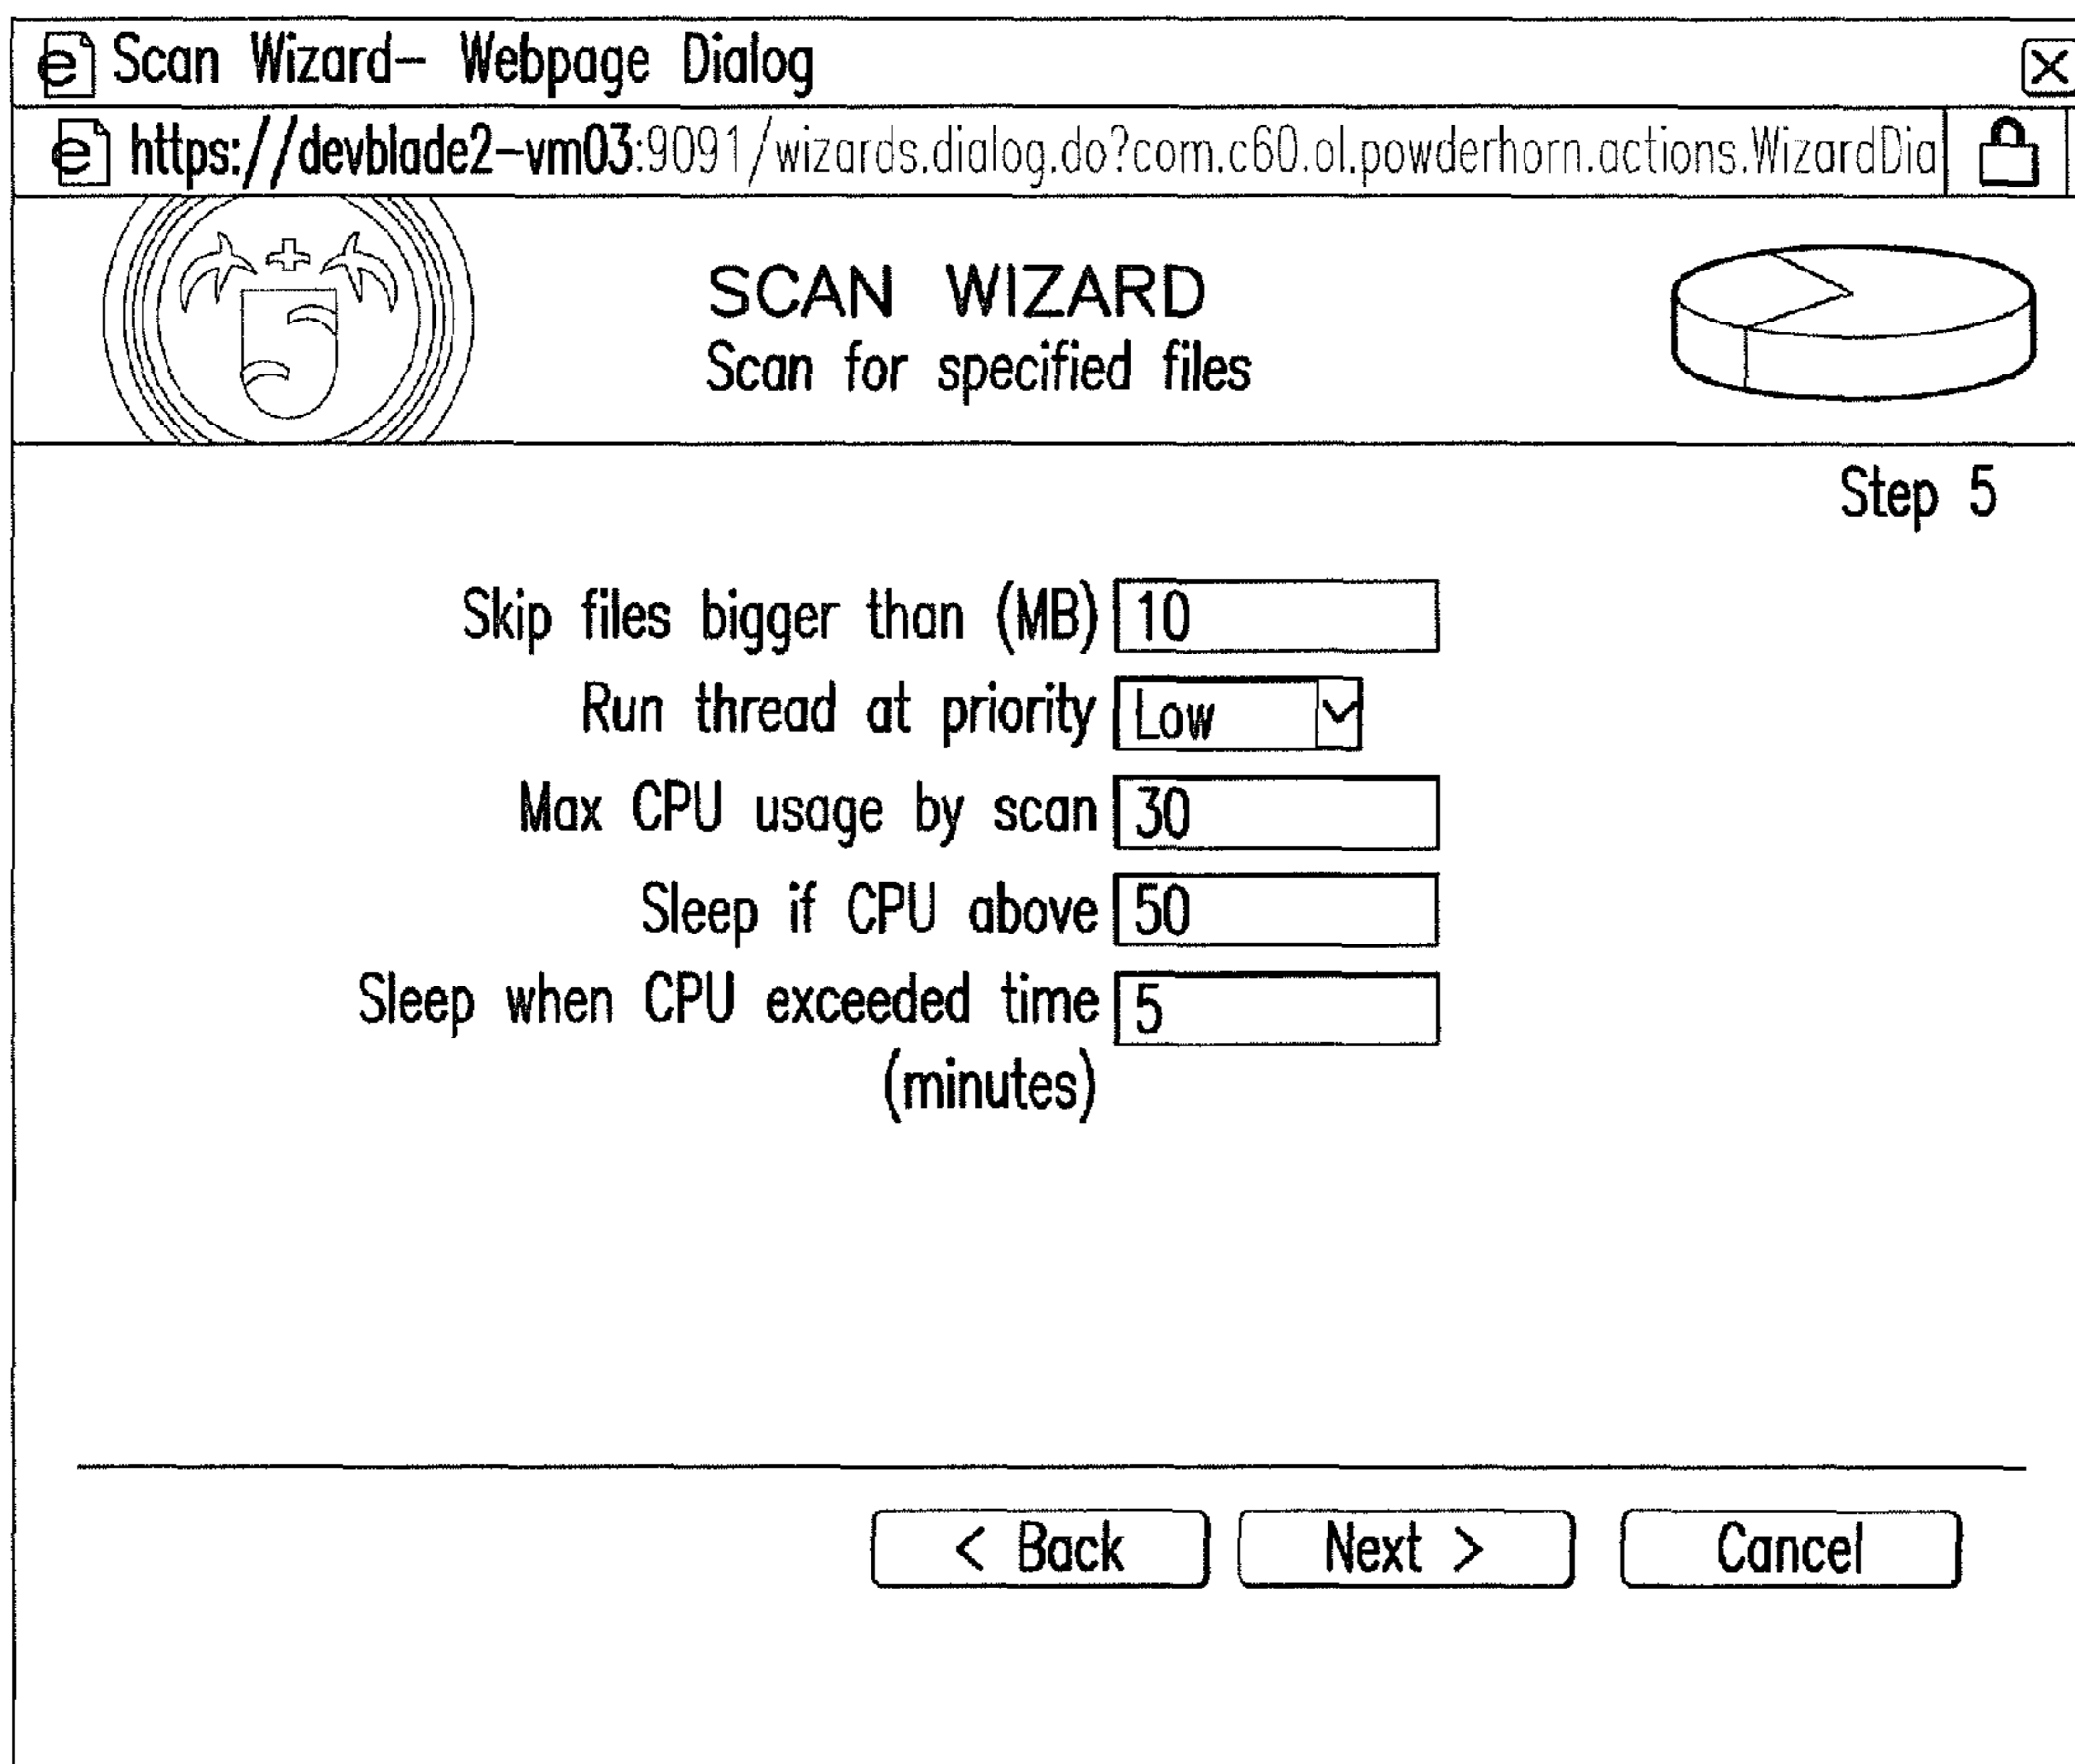 Scan Wizard– Webpage Dialog
https://devblade2–vm03:9091/wizards.dialog.do?com.c60.ol.powderhorn.actions.WizardDia
SCAN WIZARD
Scan for specified files
Step 5
Skip files bigger than (MB) 10
Run thread at priority Low
Max CPU usage by scan 30
Sleep if CPU above 50
Sleep when CPU exceeded time 5
(minutes)
< Back Next > Cancel